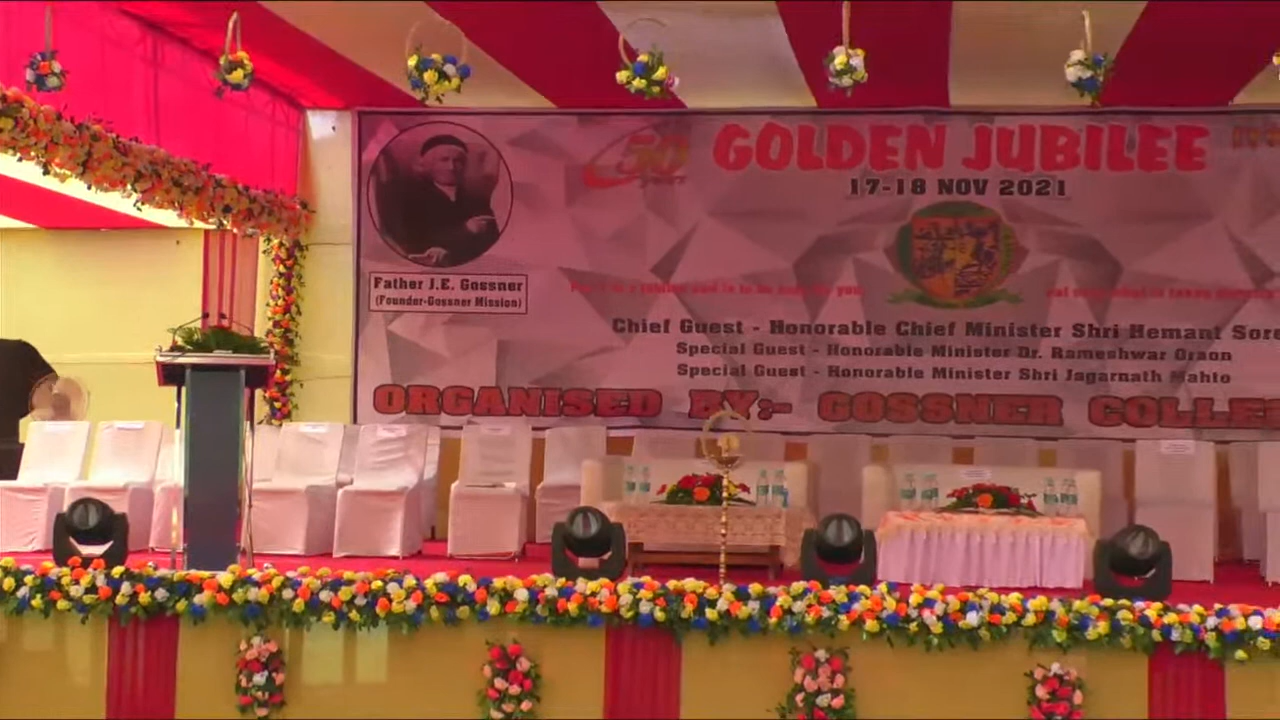 50
GOLDEN JUBILEE
17-18 NOV 2021
Father J.E. Gossner
(Founder-Gossner Mission)
Chief Guest - Honorable Chief Minister Shri Hemant Sore
Special Guest - Honorable Minister Dr. Rameshwar Oraon
Special Guest - Honorable Minister Shri Jagarnath Mahto
ORGANISED BY:- GOSSNER COLLE